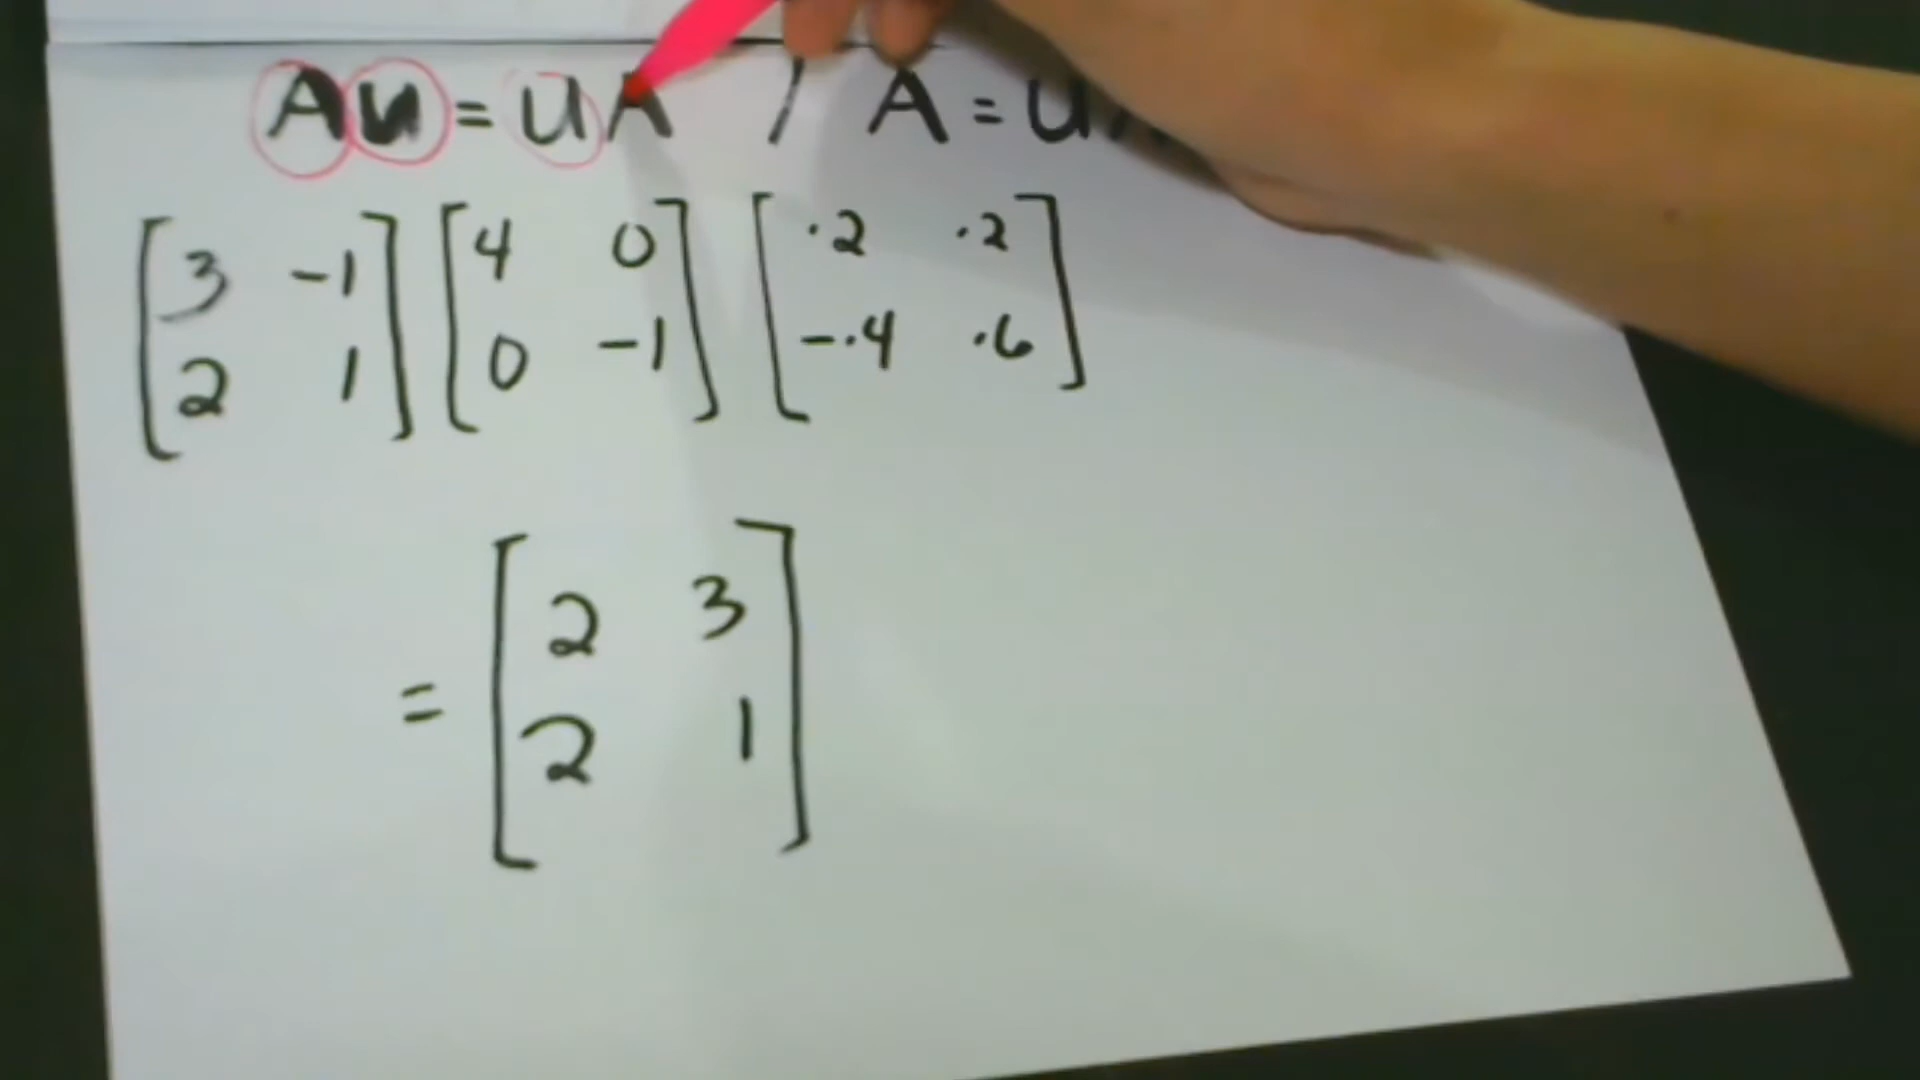 Au = UΛ / A = U
[3 -1] [4 0] [.2 .2]
[2 1] [0 -1] [-.4 .6]
= [2 3]
[2 1]